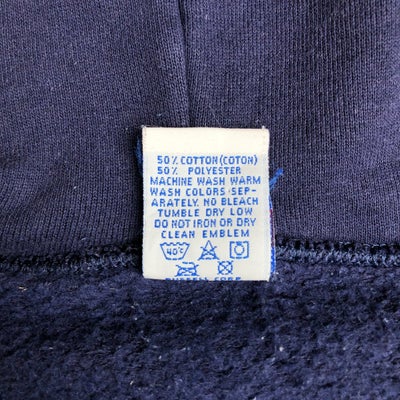 50% COTTON (COTON)
50% POLYESTER
MACHINE WASH WARM
WASH COLORS SEP-
ARATELY. NO BLEACH
TUMBLE DRY LOW
DO NOT IRON OR DRY
CLEAN EMBLEM
40°